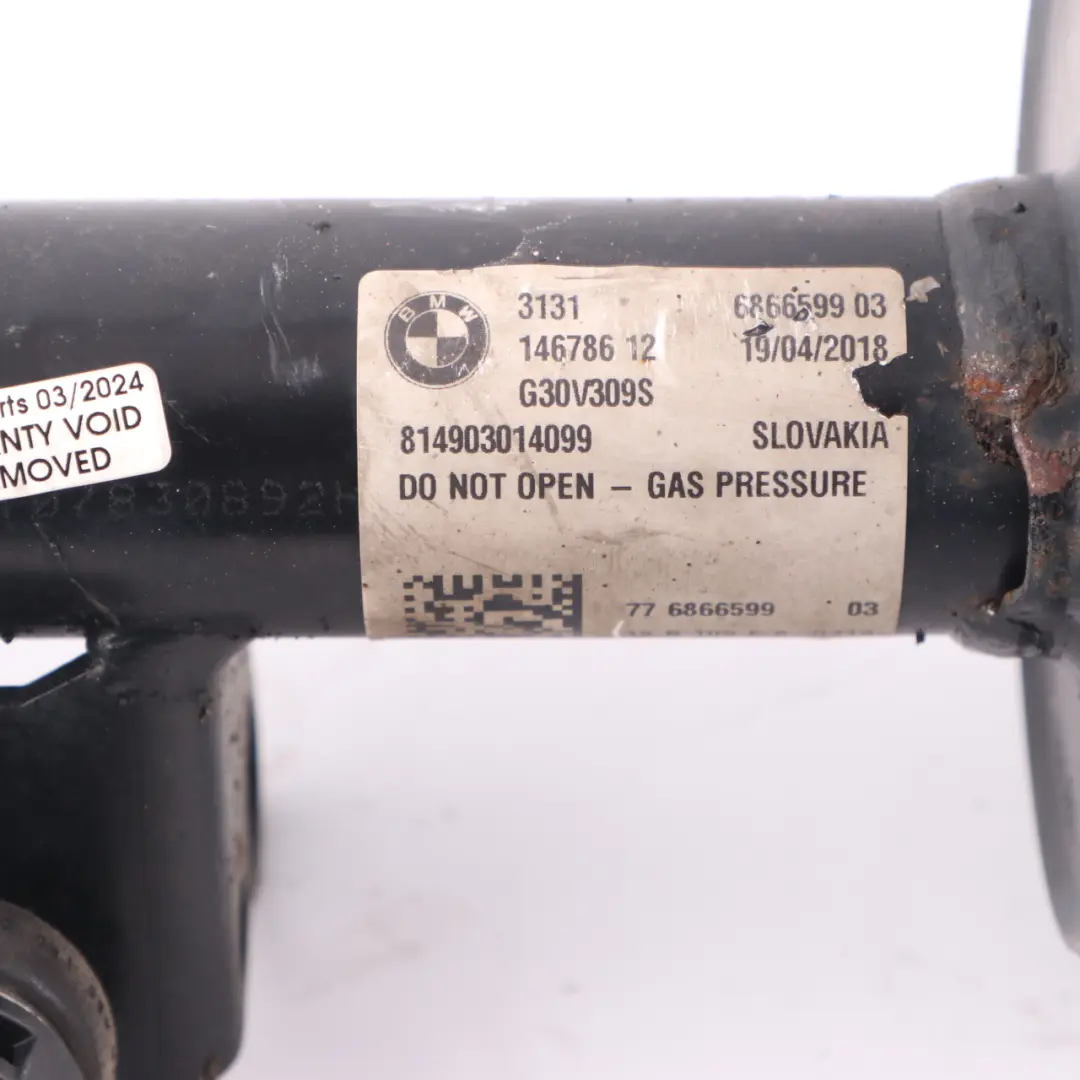 BMW
3131 6866599 03
146786 12 19/04/2018
G30V309S
814903014099 SLOVAKIA
DO NOT OPEN – GAS PRESSURE
77 6866599 03
rts 03/2024
NTY VOID
MOVED
07830892H